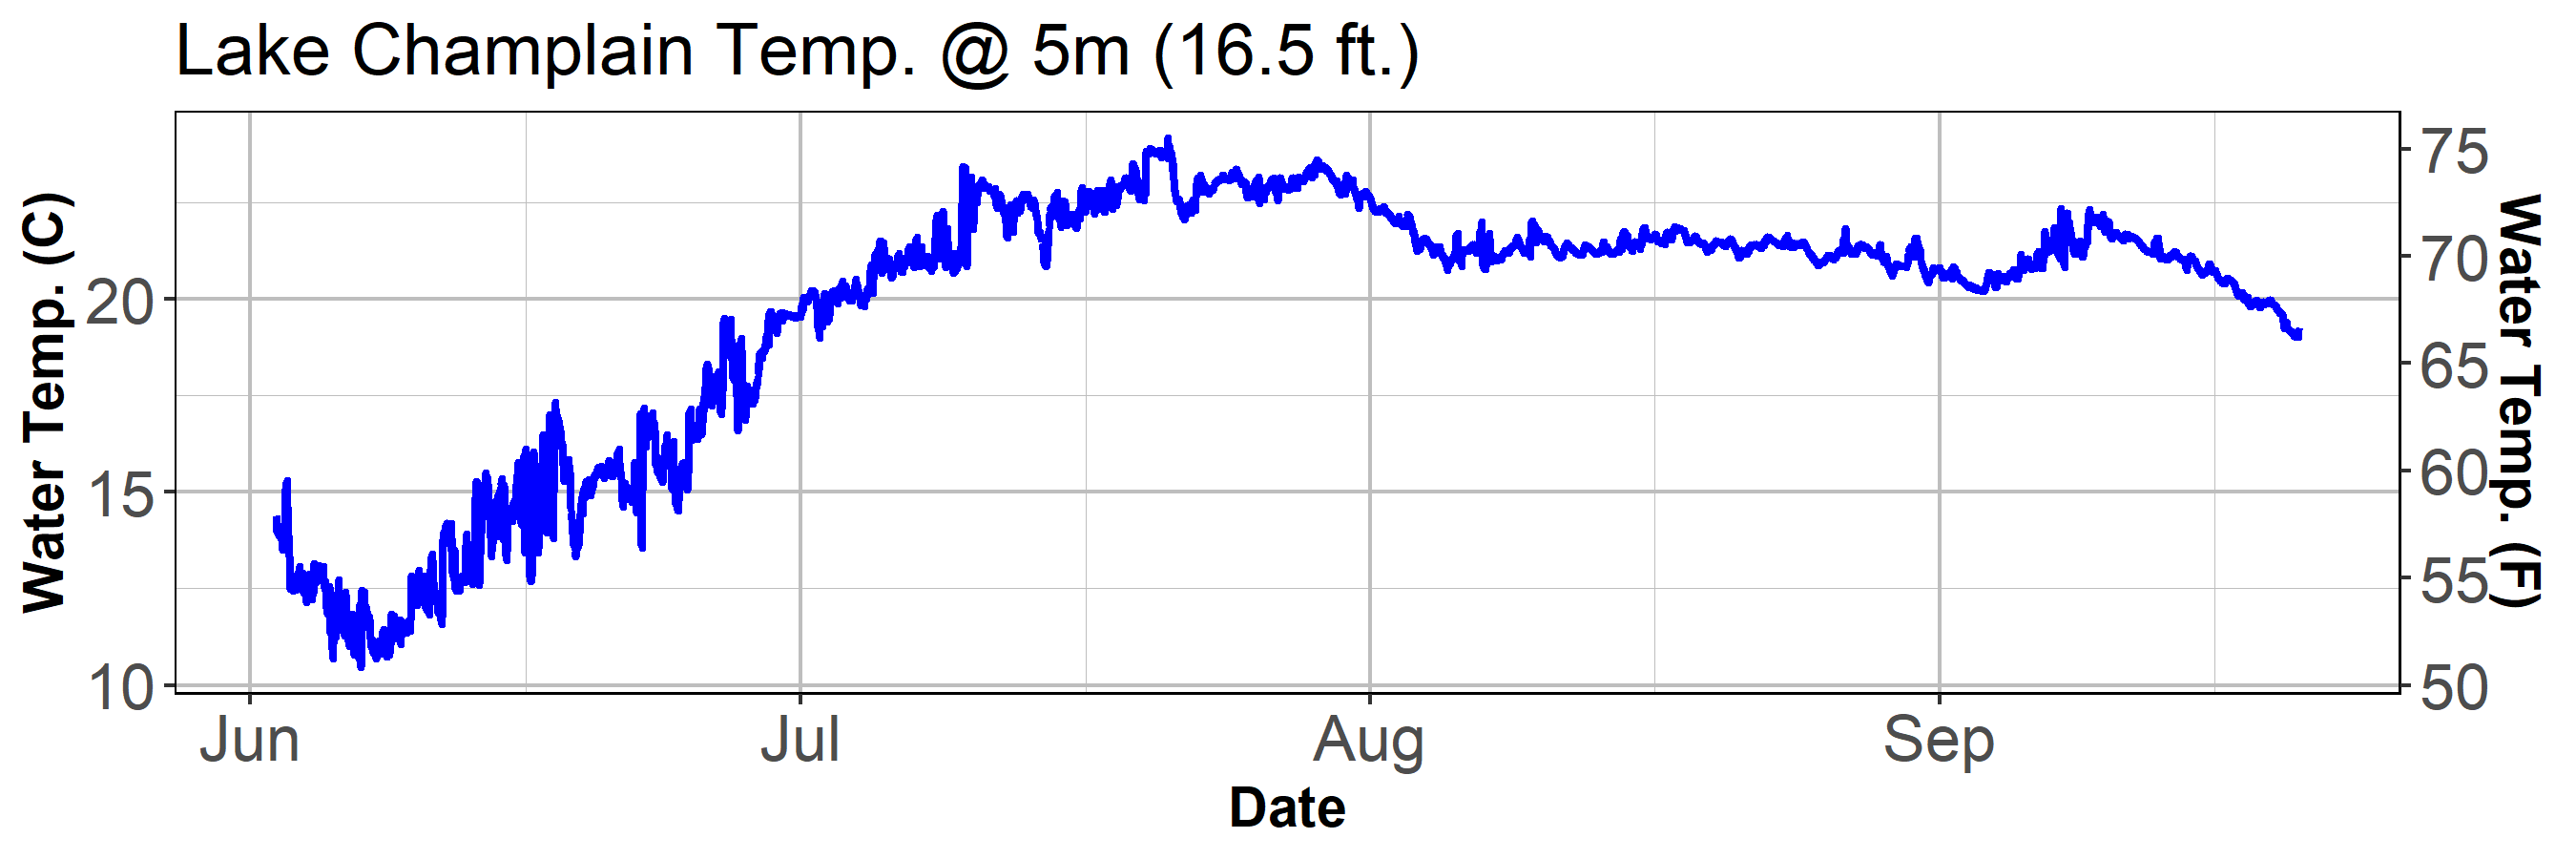 Lake Champlain Temp. @ 5m (16.5 ft.)
Water Temp. (C)
20
15
10
75
70
65
60
55
50
Water Temp. (F)
Jun Jul Aug Sep
Date